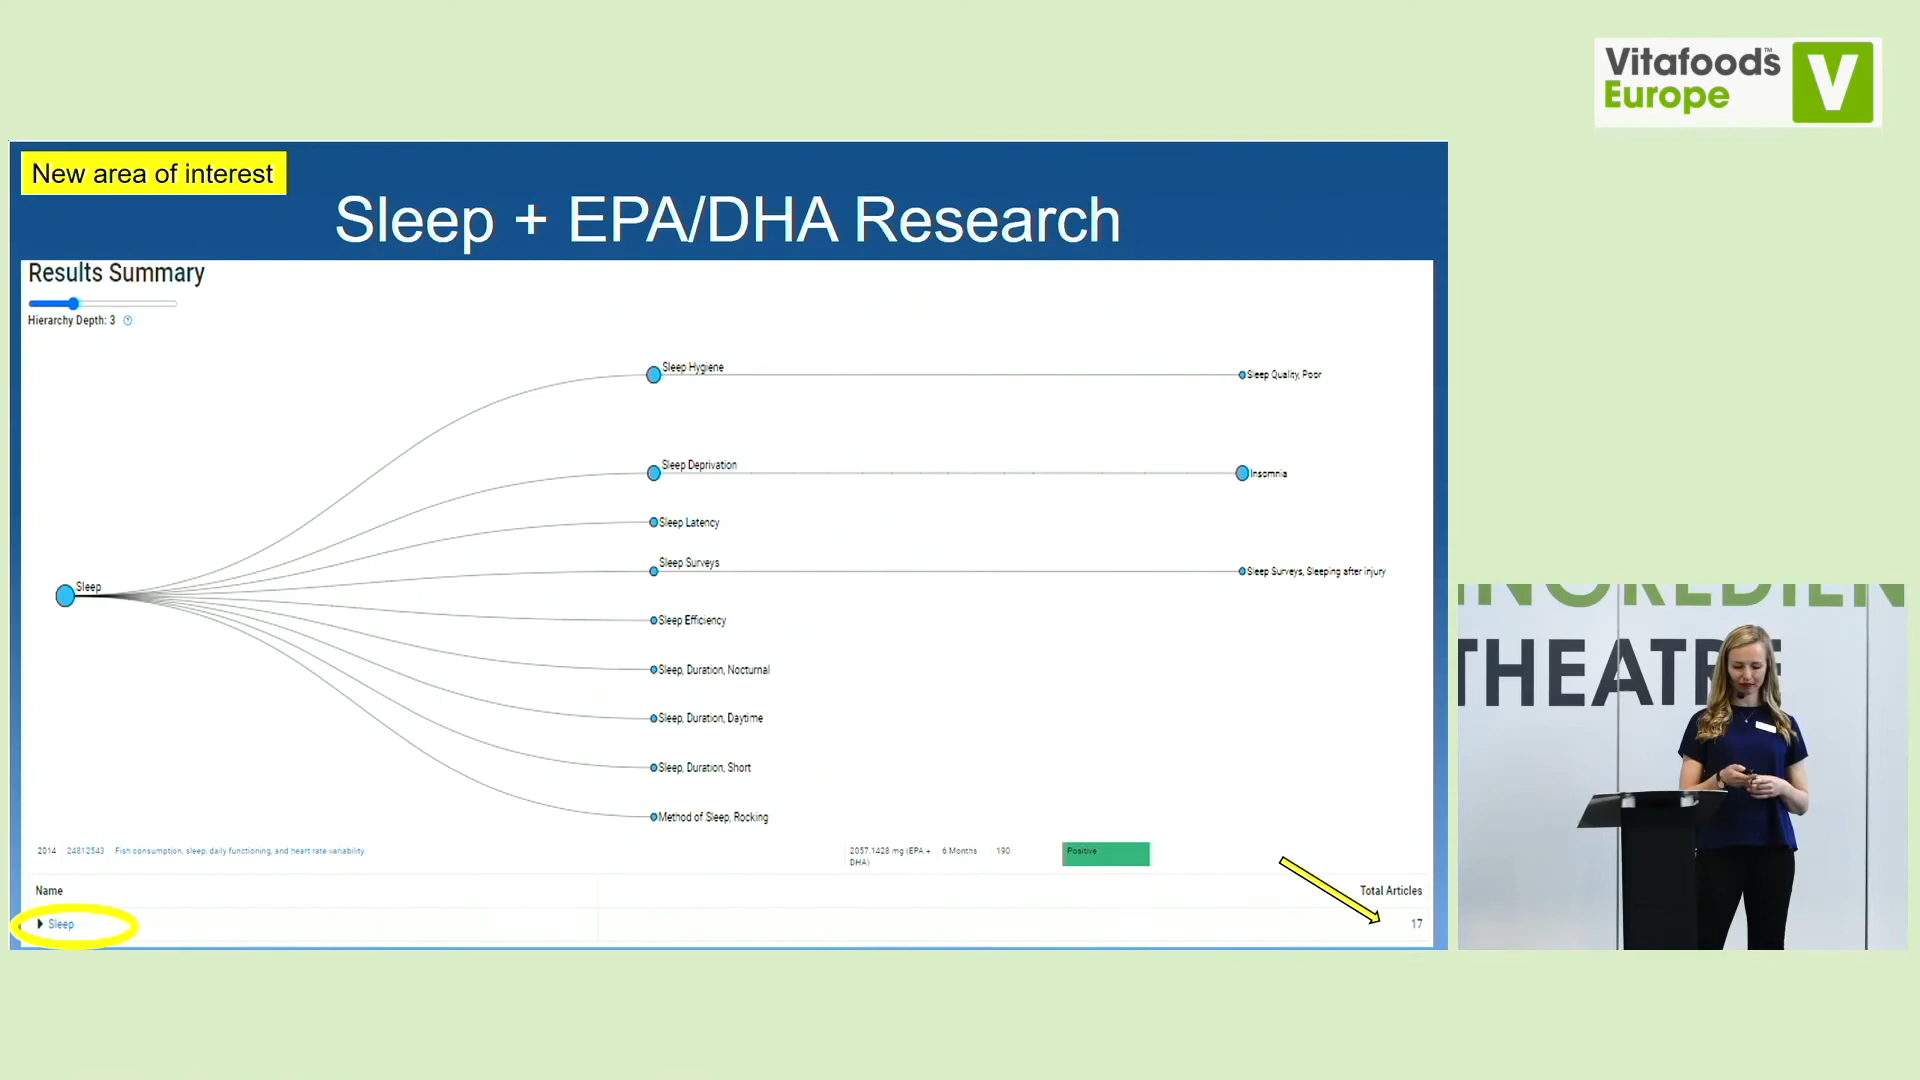 Vitafoods™
Europe
V
New area of interest
Sleep + EPA/DHA Research
Results Summary
Hierarchy Depth: 3
Sleep Hygiene
Sleep Quality, Poor
Sleep Deprivation
Insomnia
Sleep Latency
Sleep Surveys
Sleep Surveys, Sleeping after injury
Sleep
Sleep Efficiency
Sleep, Duration, Nocturnal
Sleep, Duration, Daytime
Sleep, Duration, Short
Method of Sleep, Rocking
2014 24812543 Fish consumption, sleep, daily functioning, and heart rate variability. 2057.1428 mg (EPA + 6 Months 190 Positive
DHA)
Name Total Articles
Sleep 17
INGREDIEN
THEATRE